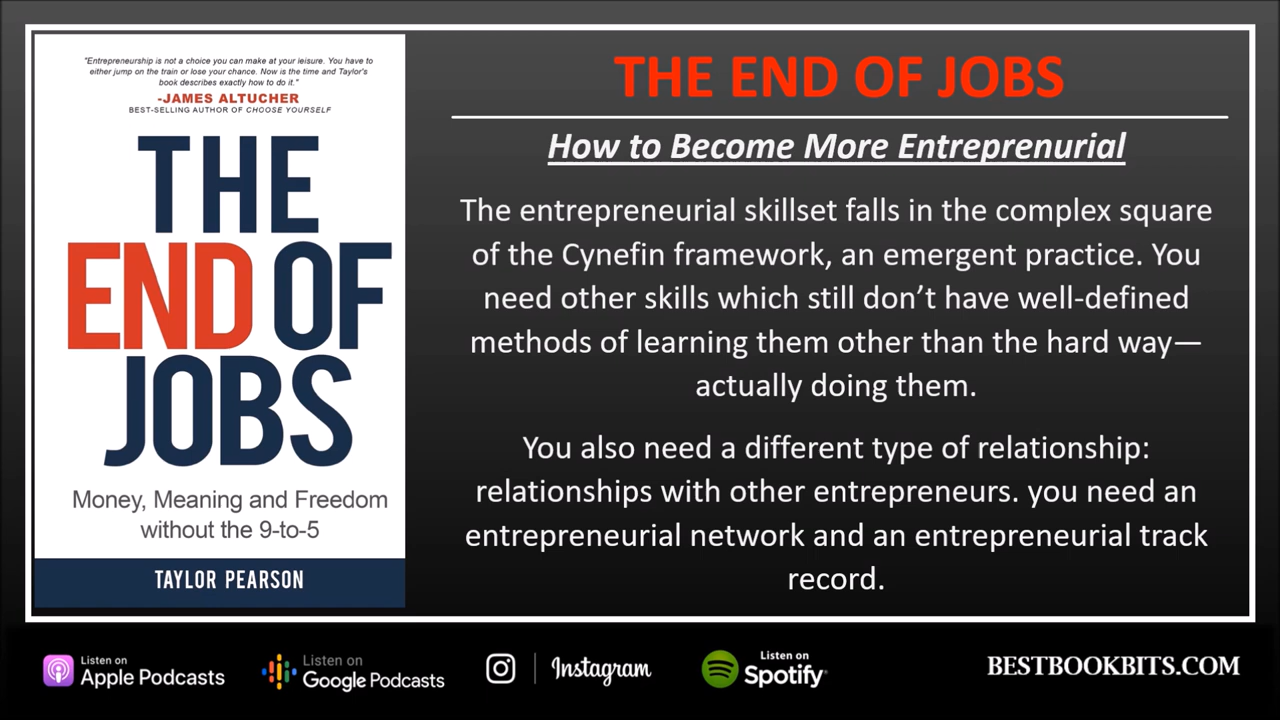 "Entrepreneurship is not a choice you can make at your leisure. You have to
either jump on the train or lose your chance. Now is the time and Taylor's
book describes exactly how to do it."
-JAMES ALTUCHER
BEST-SELLING AUTHOR OF CHOOSE YOURSELF
THE
END OF
JOBS
Money, Meaning and Freedom
without the 9-to-5
TAYLOR PEARSON
THE END OF JOBS
How to Become More Entreprenurial
The entrepreneurial skillset falls in the complex square
of the Cynefin framework, an emergent practice. You
need other skills which still don't have well-defined
methods of learning them other than the hard way—
actually doing them.
You also need a different type of relationship:
relationships with other entrepreneurs. you need an
entrepreneurial network and an entrepreneurial track
record.
Listen on
Apple Podcasts
Listen on
Google Podcasts
Instagram
Listen on
Spotify
BESTBOOKBITS.COM